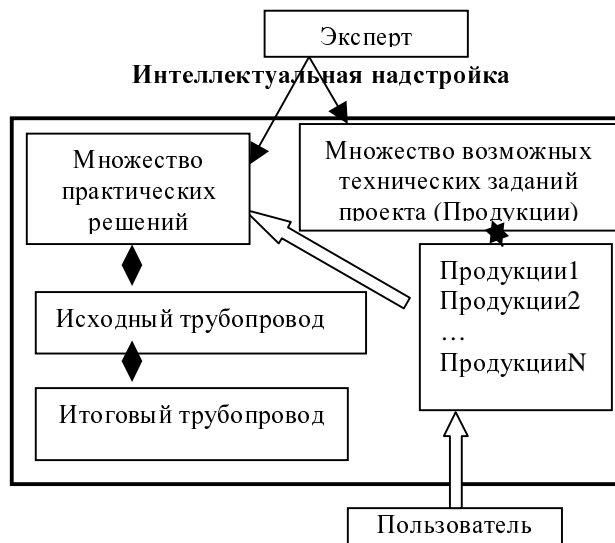 Эксперт
Интеллектуальная надстройка
Множество
практических
решений
Множество возможных
технических заданий
проекта (Продукции)
Продукции1
Продукции2
…
ПродукцииN
Исходный трубопровод
Итоговый трубопровод
Пользователь